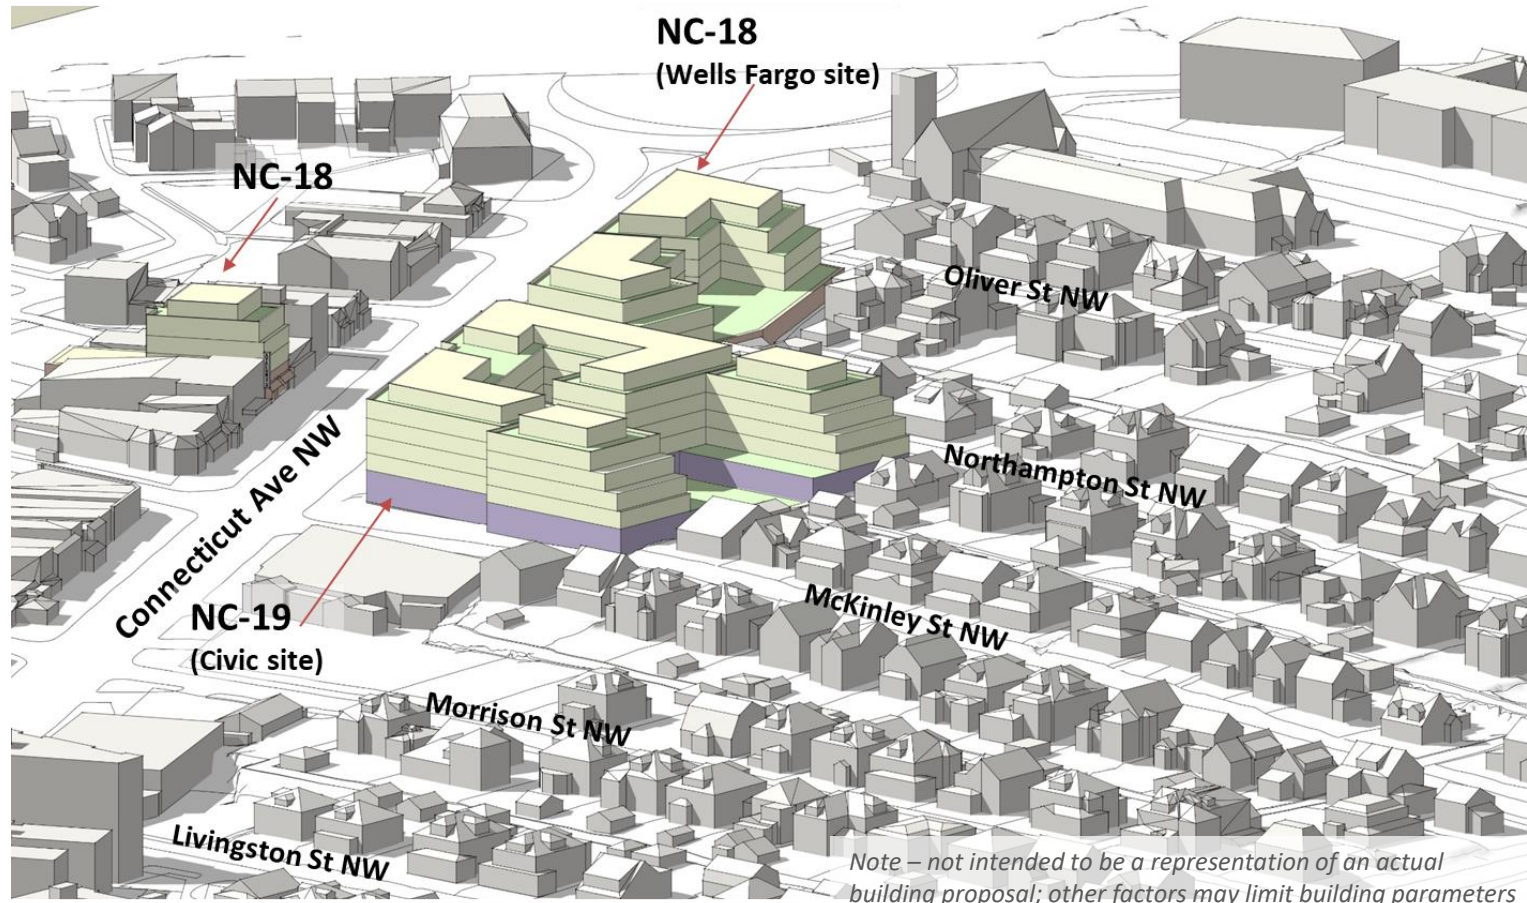 NC-18
(Wells Fargo site)
NC-18
Oliver St NW
Connecticut Ave NW
Northampton St NW
NC-19
(Civic site)
McKinley St NW
Morrison St NW
Livingston St NW
Note – not intended to be a representation of an actual
building proposal; other factors may limit building parameters